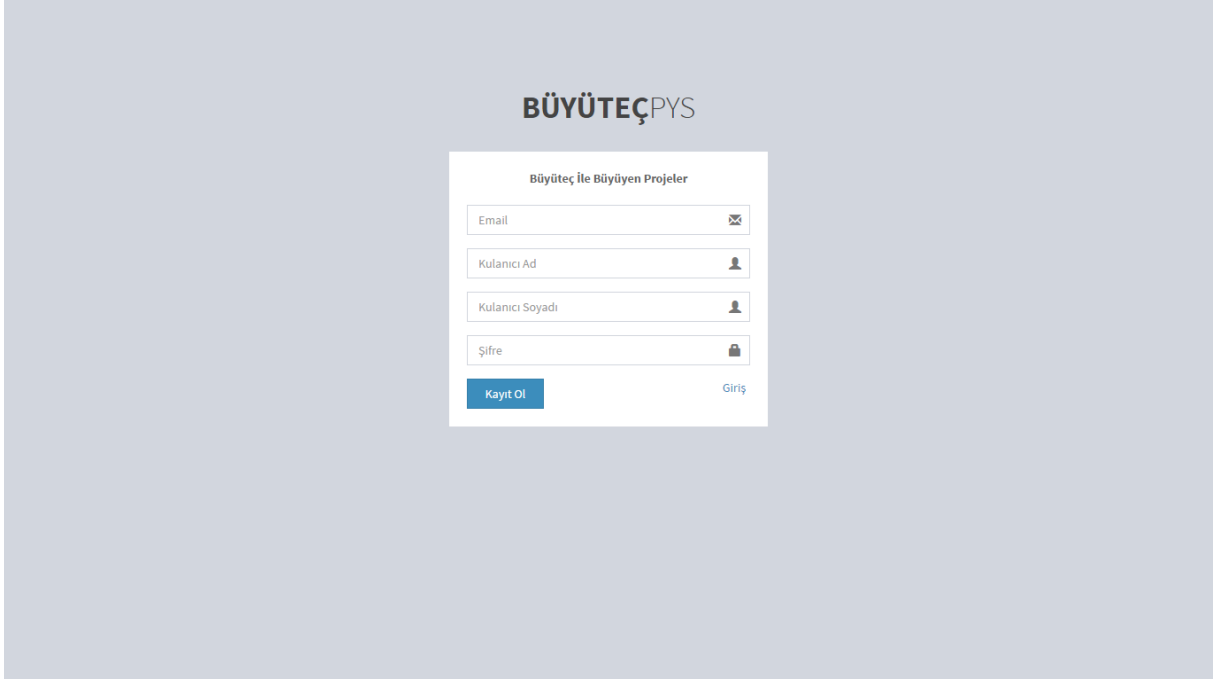 BÜYÜTEÇPYS
Büyüteç İle Büyüyen Projeler
Email
Kulanıcı Ad
Kulanıcı Soyadı
Şifre
Kayıt Ol
Giriş